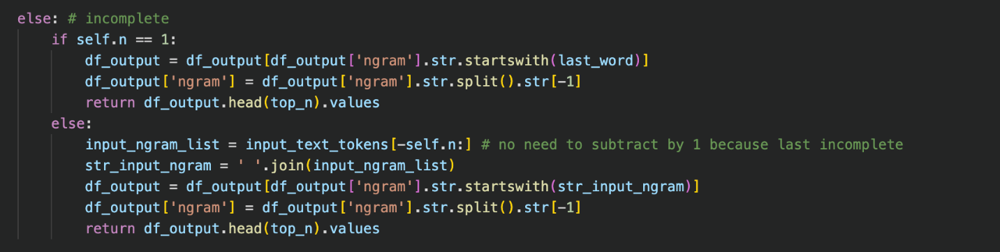 else: # incomplete
    if self.n == 1:
        df_output = df_output[df_output['ngram'].str.startswith(last_word)]
        df_output['ngram'] = df_output['ngram'].str.split().str[-1]
        return df_output.head(top_n).values
    else:
        input_ngram_list = input_text_tokens[-self.n:] # no need to subtract by 1 because last incomplete
        str_input_ngram = ' '.join(input_ngram_list)
        df_output = df_output[df_output['ngram'].str.startswith(str_input_ngram)]
        df_output['ngram'] = df_output['ngram'].str.split().str[-1]
        return df_output.head(top_n).values